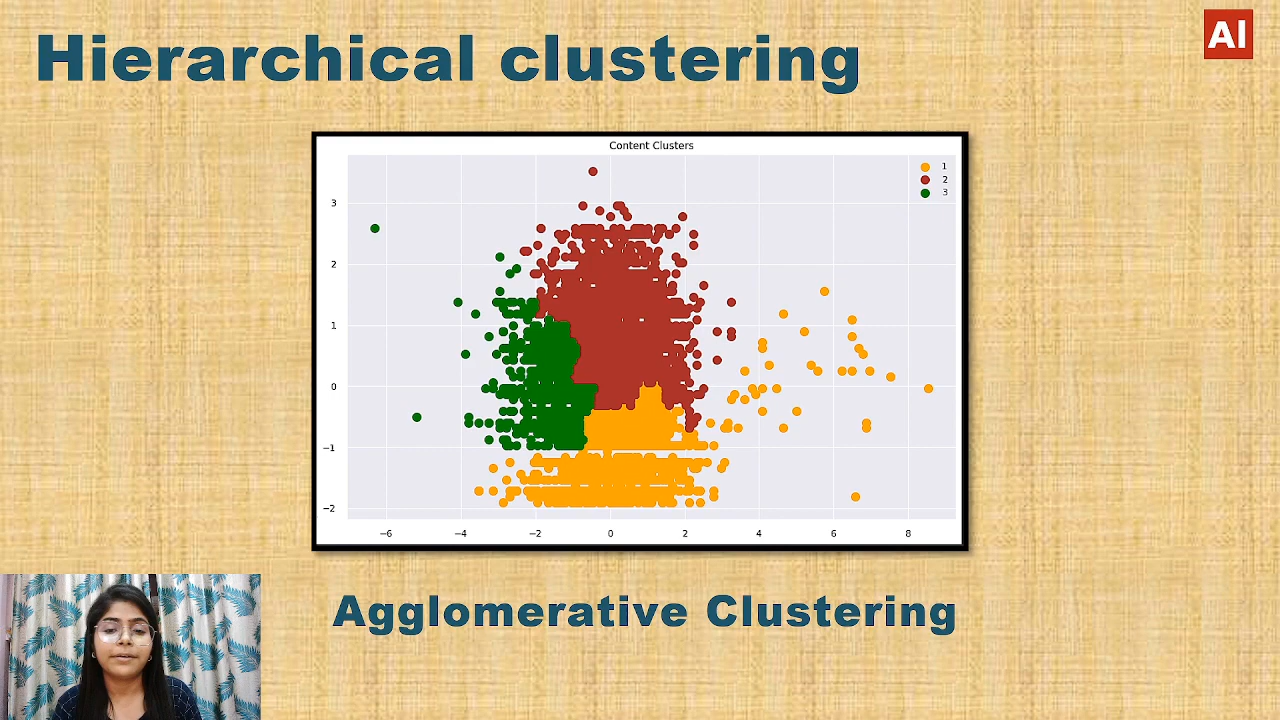 Hierarchical clustering
AI
Content Clusters
1
2
3
3
2
1
0
−1
−2
−6 −4 −2 0 2 4 6 8
Agglomerative Clustering